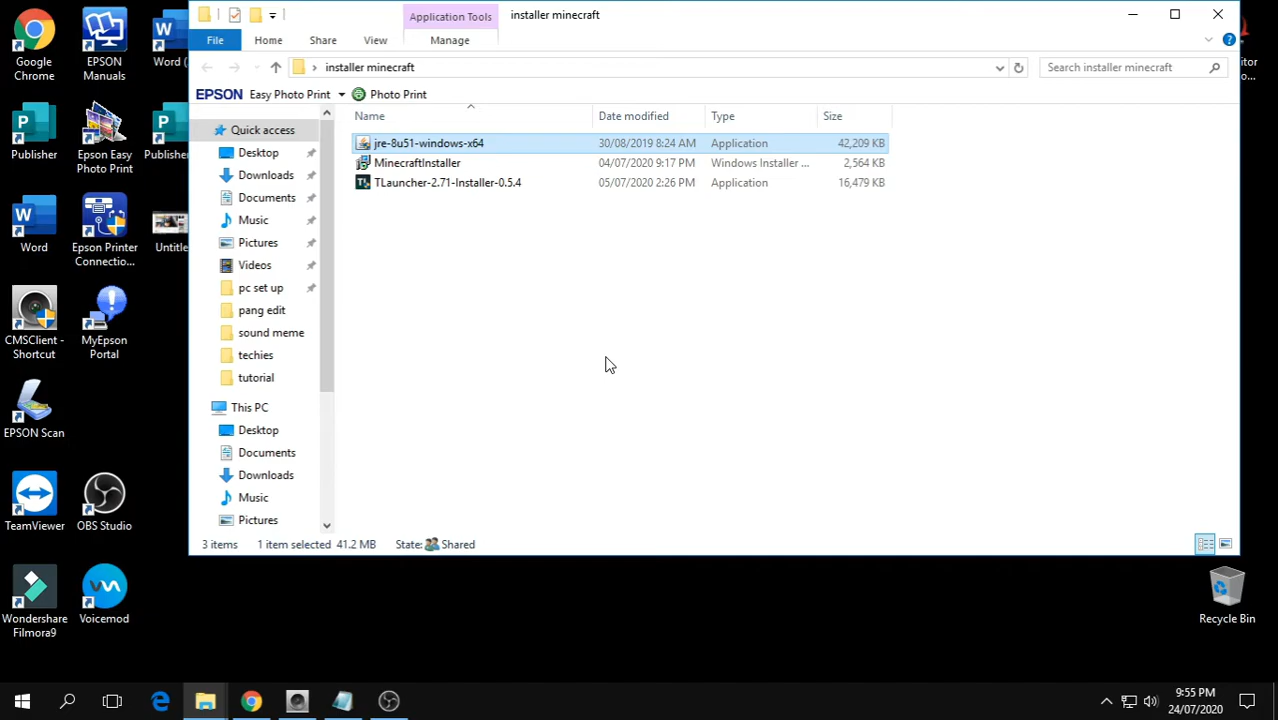 Application Tools
installer minecraft
File
Home
Share
View
Manage
installer minecraft
Search installer minecraft
EPSON Easy Photo Print
Photo Print
Name
Date modified
Type
Size
jre-8u51-windows-x64
30/08/2019 8:24 AM
Application
42,209 KB
MinecraftInstaller
04/07/2020 9:17 PM
Windows Installer ...
2,564 KB
TLauncher-2.71-Installer-0.5.4
05/07/2020 2:26 PM
Application
16,479 KB
Quick access
Desktop
Downloads
Documents
Music
Pictures
Videos
pc set up
pang edit
sound meme
techies
tutorial
This PC
Desktop
Documents
Downloads
Music
Pictures
3 items
1 item selected 41.2 MB
State:
Shared
Google
Chrome
EPSON
Manuals
Word (
Publisher
Epson Easy
Photo Print
Publisher
Word
Epson Printer
Connectio...
Untitle
CMSClient -
Shortcut
MyEpson
Portal
EPSON Scan
TeamViewer
OBS Studio
Wondershare
Filmora9
Voicemod
itor
o...
Recycle Bin
9:55 PM
24/07/2020